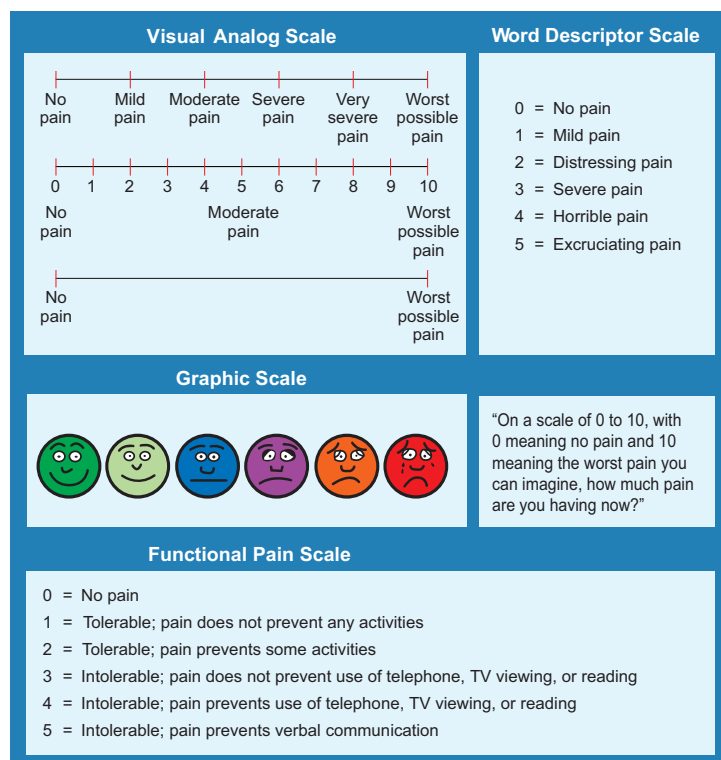 Visual Analog Scale
No pain
Mild pain
Moderate pain
Severe pain
Very severe pain
Worst possible pain
0 1 2 3 4 5 6 7 8 9 10
No pain
Moderate pain
Worst possible pain
No pain
Worst possible pain
Word Descriptor Scale
0 = No pain
1 = Mild pain
2 = Distressing pain
3 = Severe pain
4 = Horrible pain
5 = Excruciating pain
Graphic Scale
“On a scale of 0 to 10, with
0 meaning no pain and 10
meaning the worst pain you
can imagine, how much pain
are you having now?”
Functional Pain Scale
0 = No pain
1 = Tolerable; pain does not prevent any activities
2 = Tolerable; pain prevents some activities
3 = Intolerable; pain does not prevent use of telephone, TV viewing, or reading
4 = Intolerable; pain prevents use of telephone, TV viewing, or reading
5 = Intolerable; pain prevents verbal communication